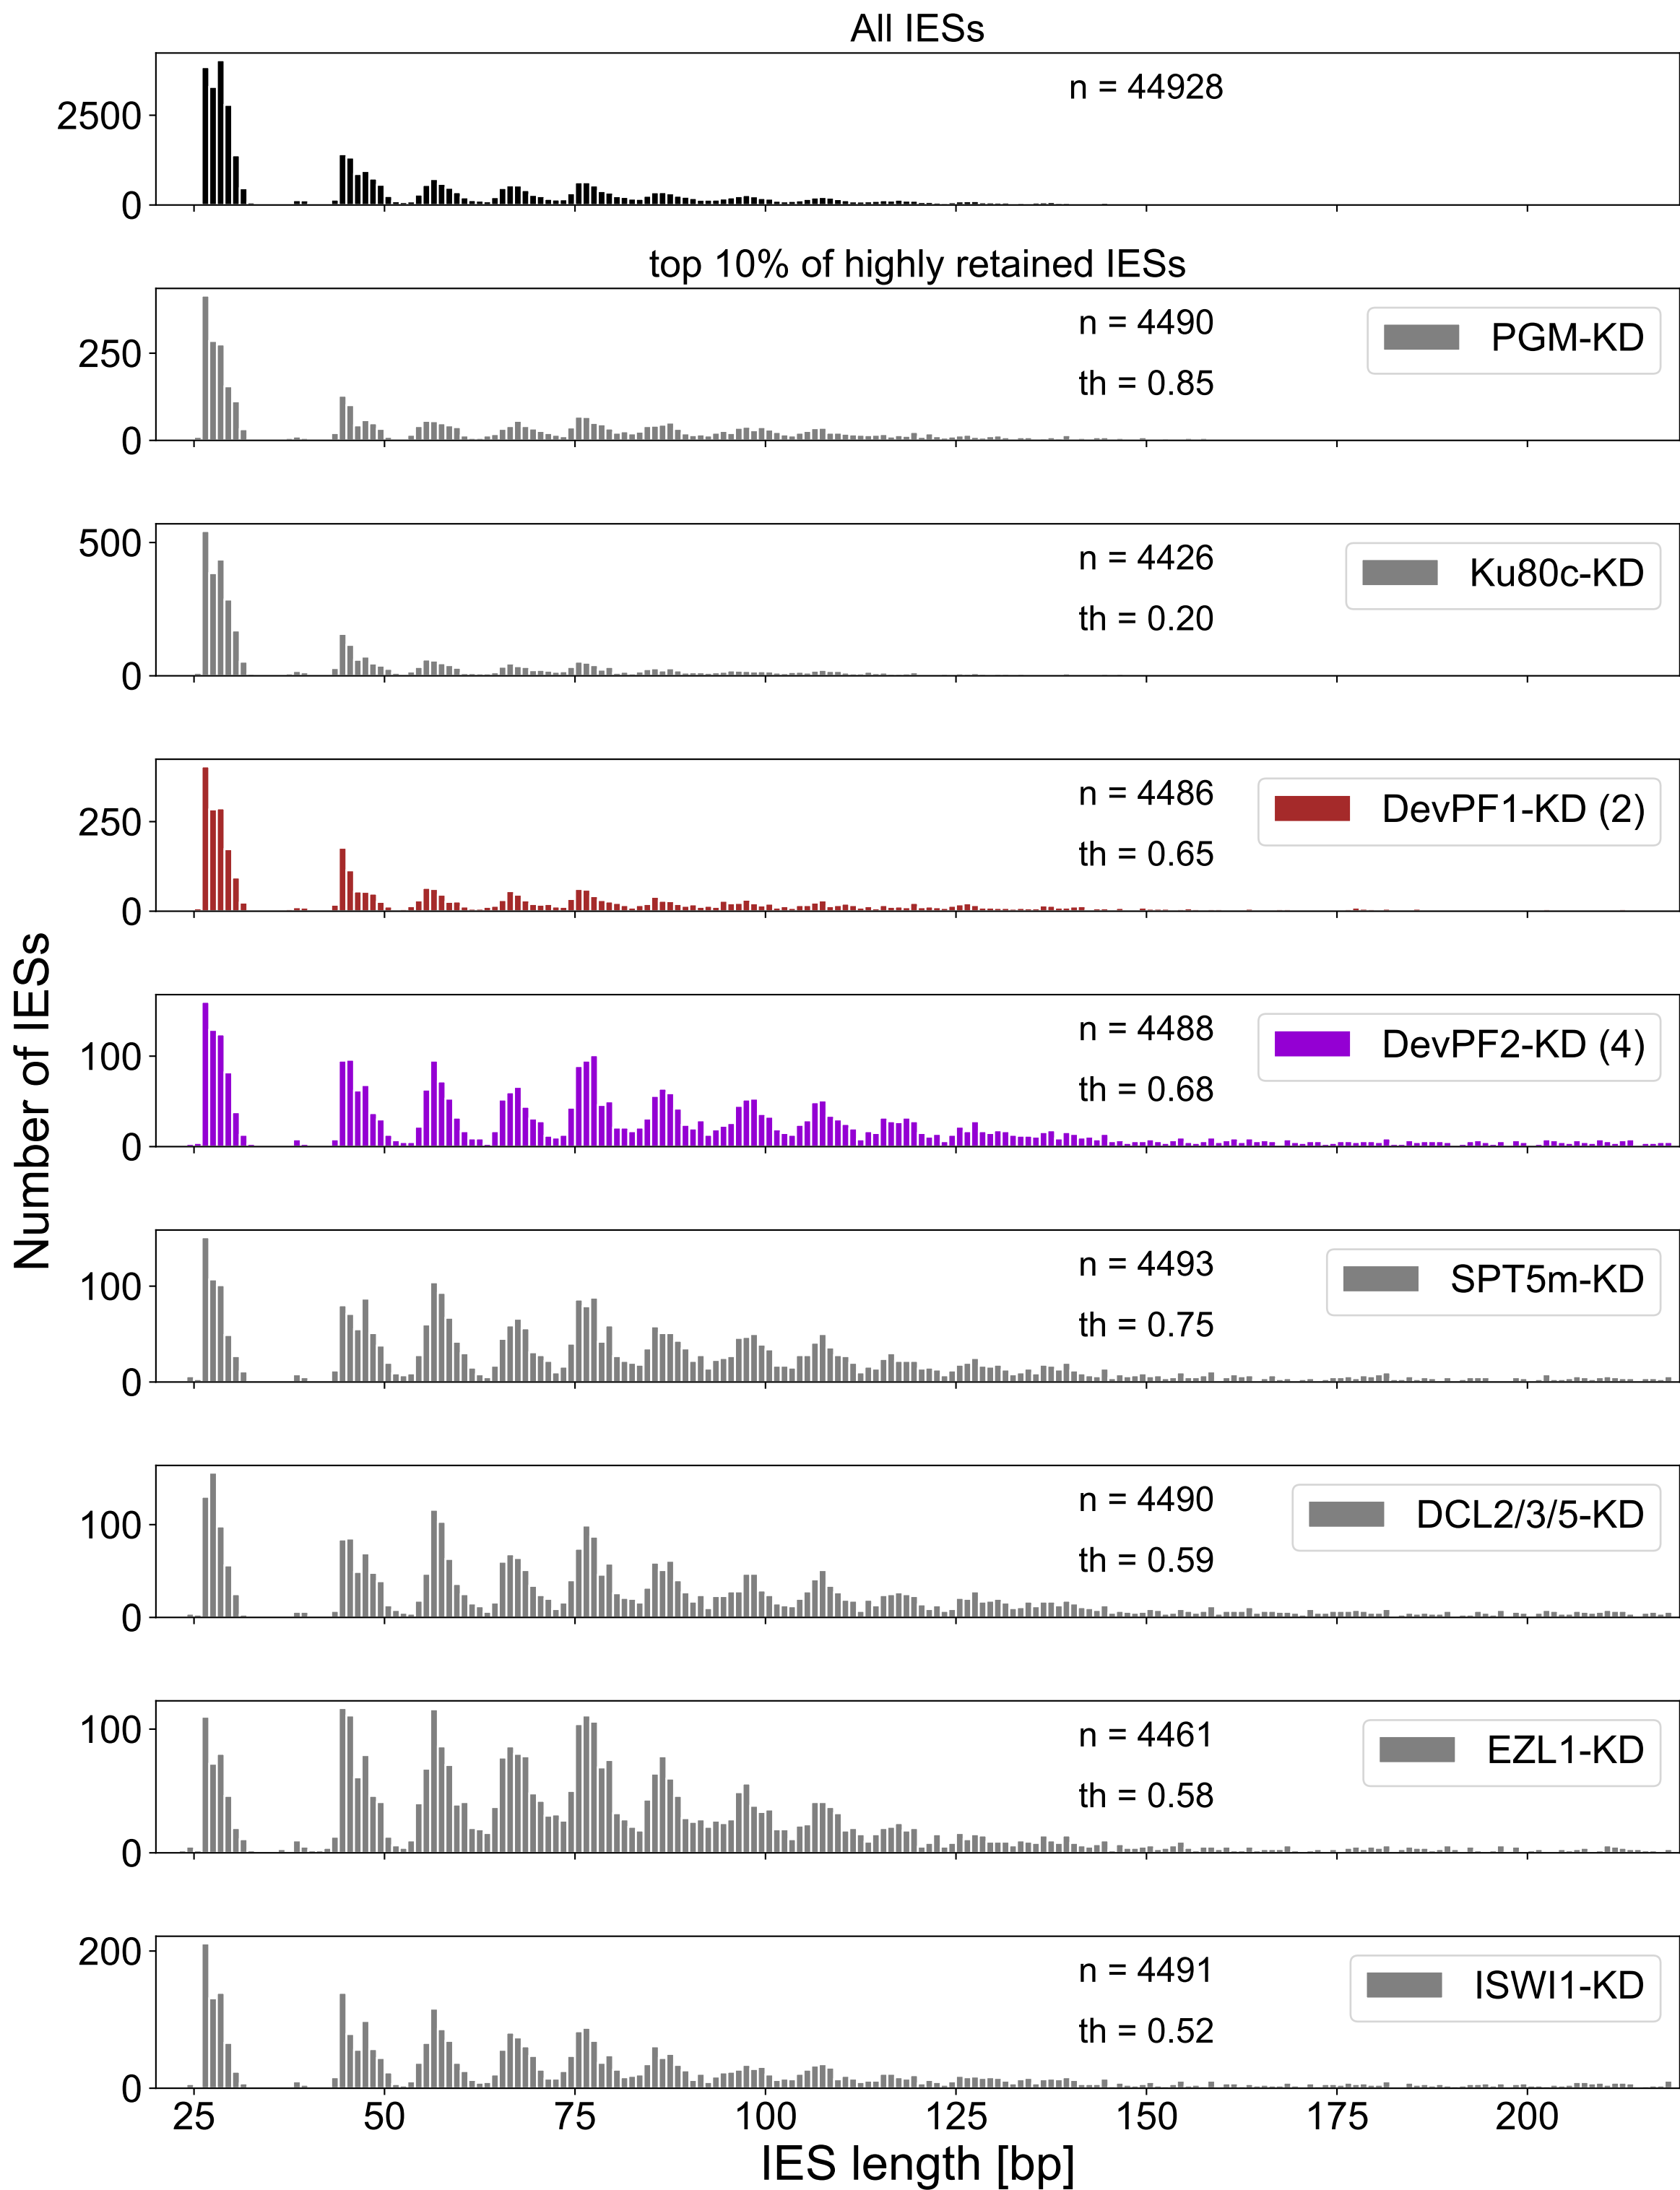 All IESs
n = 44928
2500
0
top 10% of highly retained IESs
n = 4490
th = 0.85
PGM-KD
250
0
n = 4426
th = 0.20
Ku80c-KD
500
0
n = 4486
th = 0.65
DevPF1-KD (2)
250
0
Number of IESs
n = 4488
th = 0.68
DevPF2-KD (4)
100
0
n = 4493
th = 0.75
SPT5m-KD
100
0
n = 4490
th = 0.59
DCL2/3/5-KD
100
0
n = 4461
th = 0.58
EZL1-KD
100
0
n = 4491
th = 0.52
ISWI1-KD
200
0
25 50 75 100 125 150 175 200
IES length [bp]